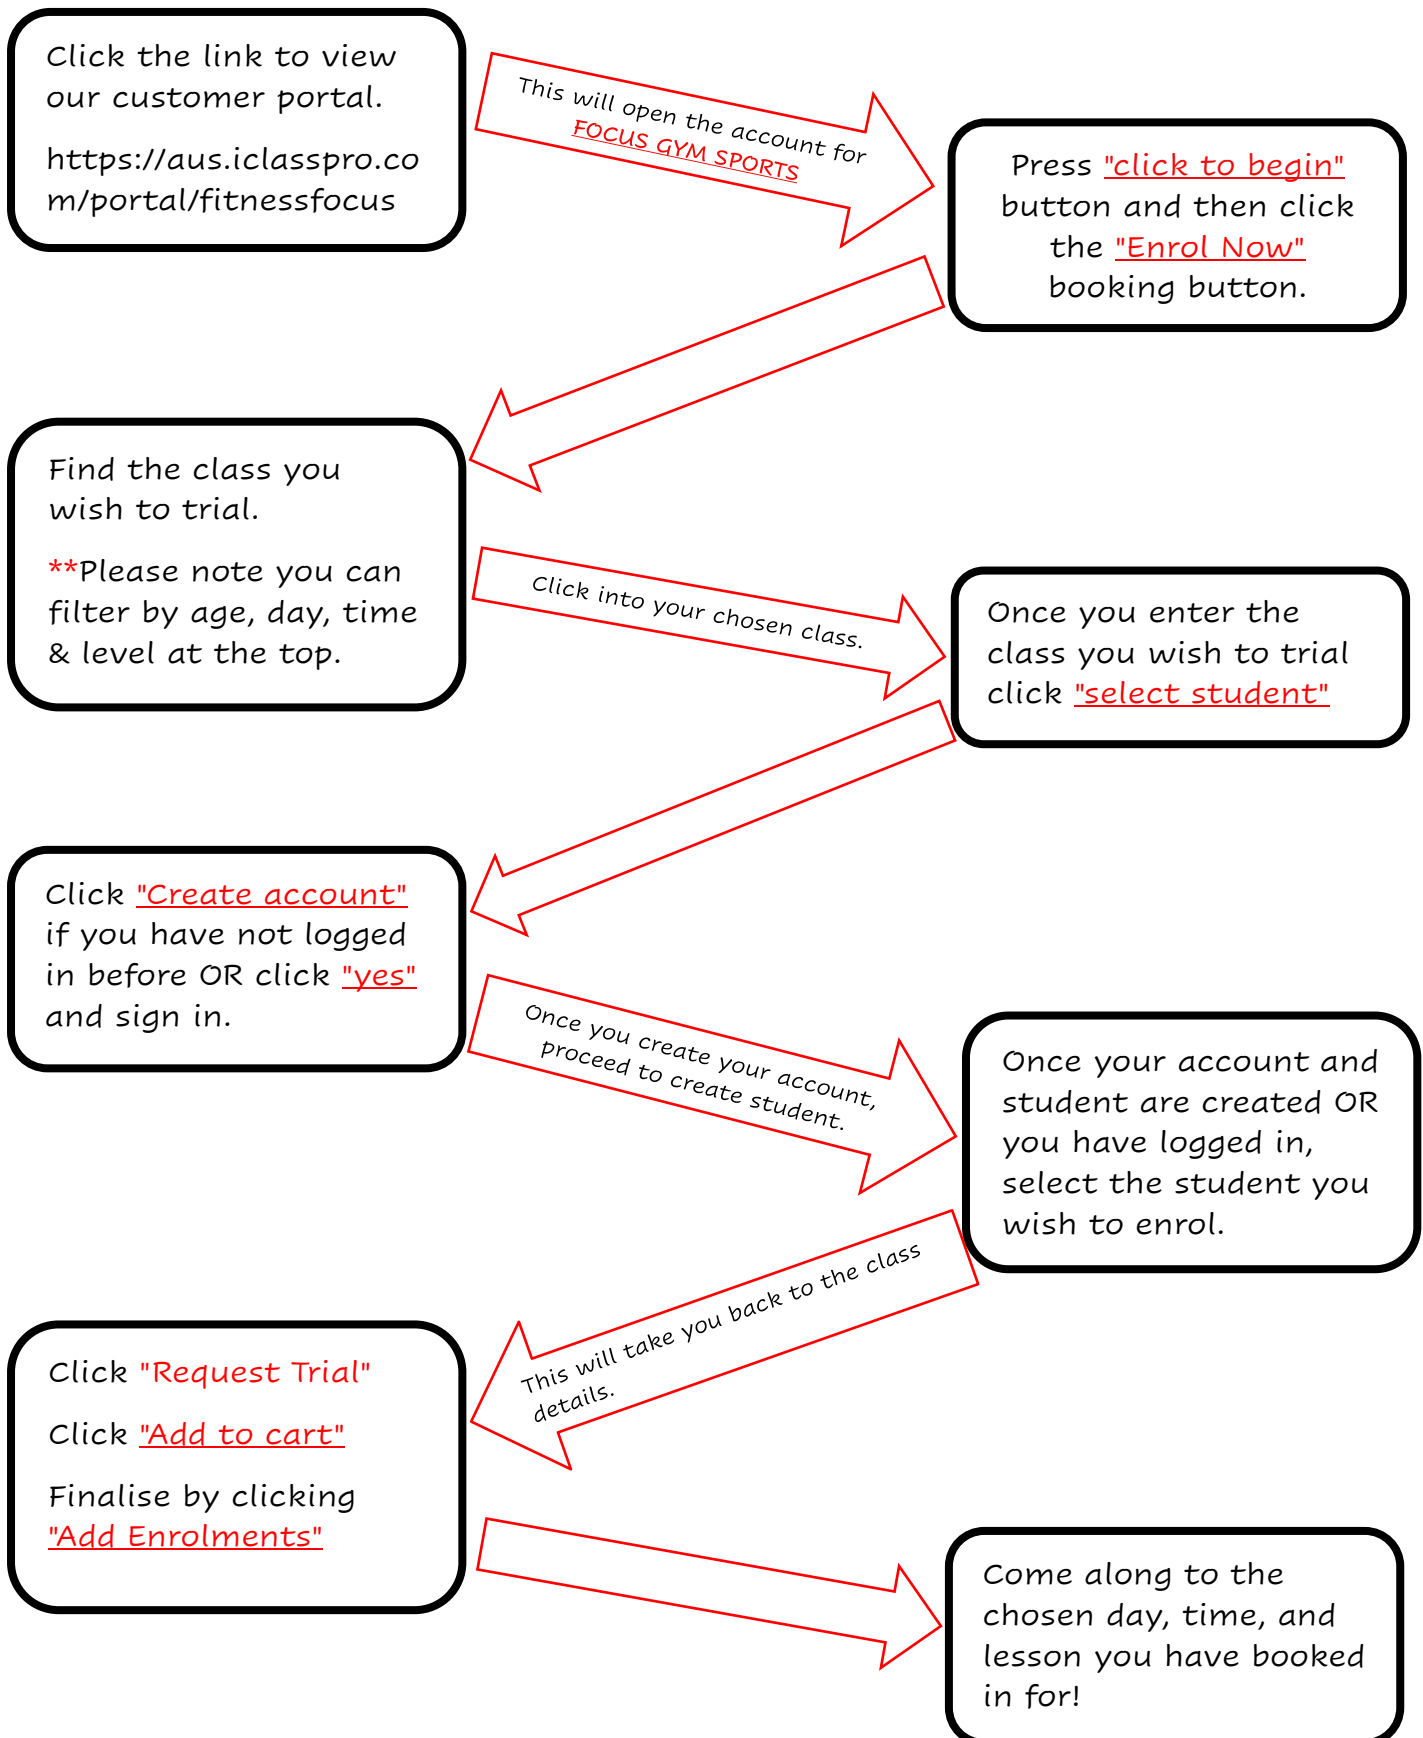 Click the link to view
our customer portal.
https://aus.iclasspro.co
m/portal/fitnessfocus
This will open the account for
FOCUS GYM SPORTS
Press "click to begin"
button and then click
the "Enrol Now"
booking button.
Find the class you
wish to trial.
**Please note you can
filter by age, day, time
& level at the top.
Click into your chosen class.
Once you enter the
class you wish to trial
click "select student"
Click "Create account"
if you have not logged
in before OR click "yes"
and sign in.
Once you create your account,
proceed to create student.
Once your account and
student are created OR
you have logged in,
select the student you
wish to enrol.
This will take you back to the class
details.
Click "Request Trial"
Click "Add to cart"
Finalise by clicking
"Add Enrolments"
Come along to the
chosen day, time, and
lesson you have booked
in for!